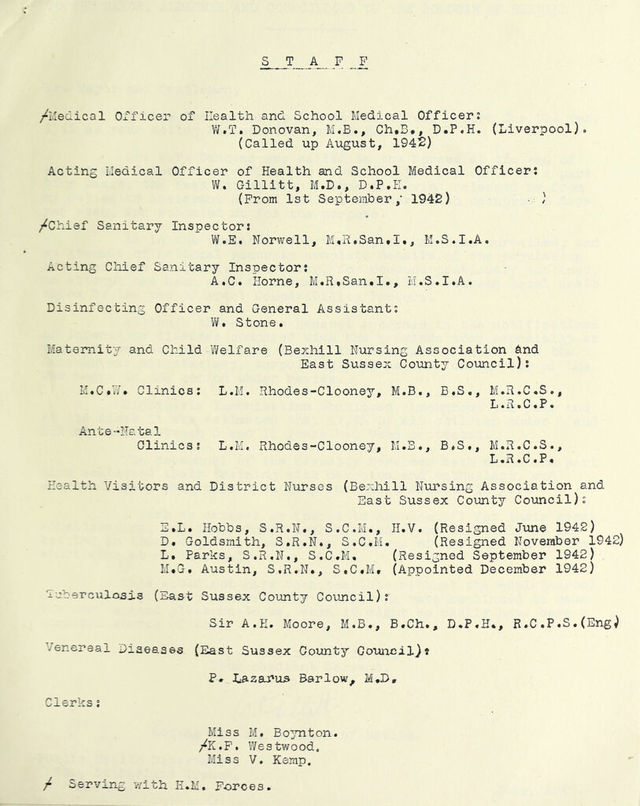 S T A F F
/Medical Officer of Health and School Medical Officer:
W.T. Donovan, M.B., Ch.B., D.P.H. (Liverpool).
(Called up August, 1942)
Acting Medical Officer of Health and School Medical Officer:
W. Gillitt, M.D., D.P.H.
(From 1st September, 1942)
/Chief Sanitary Inspector:
W.E. Norwell, M.R.San.I., M.S.I.A.
Acting Chief Sanitary Inspector:
A.C. Horne, M.R.San.I., M.S.I.A.
Disinfecting Officer and General Assistant:
W. Stone.
Maternity and Child Welfare (Bexhill Nursing Association and
East Sussex County Council):
M.C.W. Clinics: L.M. Rhodes-Clooney, M.B., B.S., M.R.C.S.,
L.R.C.P.
Ante-Natal
Clinics: L.M. Rhodes-Clooney, M.B., B.S., M.R.C.S.,
L.R.C.P.
Health Visitors and District Nurses (Bexhill Nursing Association and
East Sussex County Council):
E.L. Hobbs, S.R.N., S.C.M., H.V. (Resigned June 1942)
D. Goldsmith, S.R.N., S.C.M. (Resigned November 1942)
L. Parks, S.R.N., S.C.M. (Resigned September 1942)
M.G. Austin, S.R.N., S.C.M. (Appointed December 1942)
Tuberculosis (East Sussex County Council):
Sir A.H. Moore, M.B., B.Ch., D.P.H., R.C.P.S.(Eng)
Venereal Diseases (East Sussex County Council):
P. Lazarus Barlow, M.D.
Clerks:
Miss M. Boynton.
/K.F. Westwood.
Miss V. Kemp.
/ Serving with H.M. Forces.